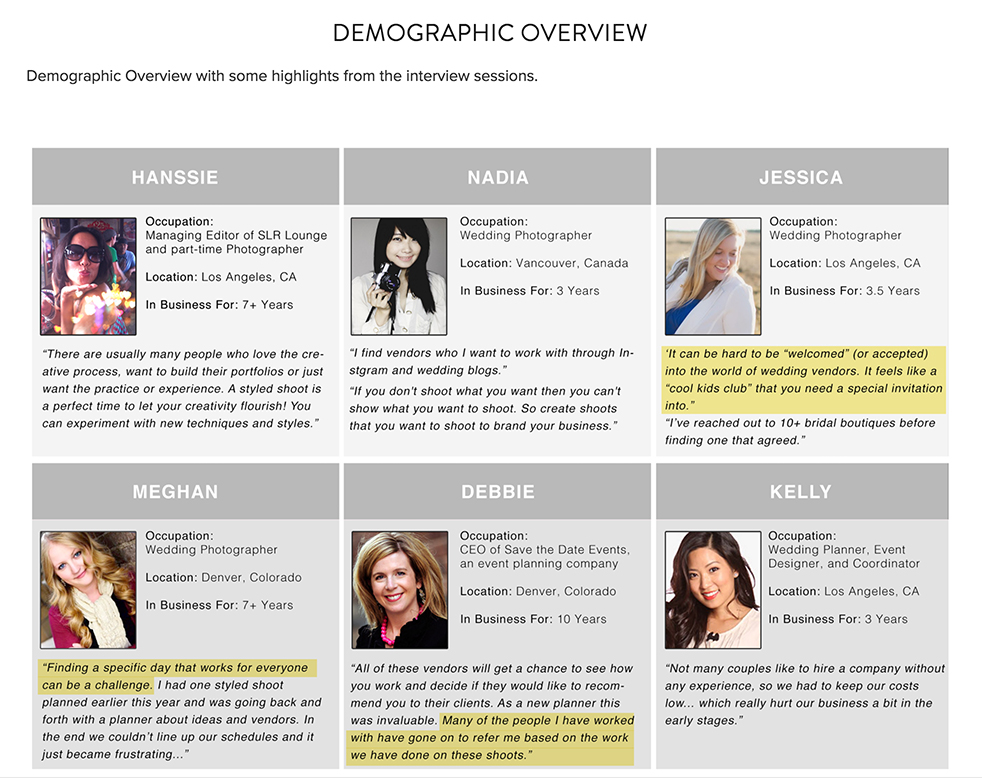 DEMOGRAPHIC OVERVIEW
Demographic Overview with some highlights from the interview sessions.
HANSSIE
Occupation:
Managing Editor of SLR Lounge
and part-time Photographer
Location: Los Angeles, CA
In Business For: 7+ Years
“There are usually many people who love the cre-
ative process, want to build their portfolios or just
want the practice or experience. A styled shoot is
a perfect time to let your creativity flourish! You
can experiment with new techniques and styles.”
NADIA
Occupation:
Wedding Photographer
Location: Vancouver, Canada
In Business For: 3 Years
“I find vendors who I want to work with through In-
stgram and wedding blogs.”
“If you don’t shoot what you want then you can’t
show what you want to shoot. So create shoots
that you want to shoot to brand your business.”
JESSICA
Occupation:
Wedding Photographer
Location: Los Angeles, CA
In Business For: 3.5 Years
‘It can be hard to be “welcomed” (or accepted)
into the world of wedding vendors. It feels like a
“cool kids club” that you need a special invitation
into.”
“I’ve reached out to 10+ bridal boutiques before
finding one that agreed.”
MEGHAN
Occupation:
Wedding Photographer
Location: Denver, Colorado
In Business For: 7+ Years
“Finding a specific day that works for everyone
can be a challenge. I had one styled shoot
planned earlier this year and was going back and
forth with a planner about ideas and vendors. In
the end we couldn’t line up our schedules and it
just became frustrating...”
DEBBIE
Occupation:
CEO of Save the Date Events,
an event planning company
Location: Denver, Colorado
In Business For: 10 Years
“All of these vendors will get a chance to see how
you work and decide if they would like to recom-
mend you to their clients. As a new planner this
was invaluable. Many of the people I have worked
with have gone on to refer me based on the work
we have done on these shoots.”
KELLY
Occupation:
Wedding Planner, Event
Designer, and Coordinator
Location: Los Angeles, CA
In Business For: 3 Years
“Not many couples like to hire a company without
any experience, so we had to keep our costs
low... which really hurt our business a bit in the
early stages.”